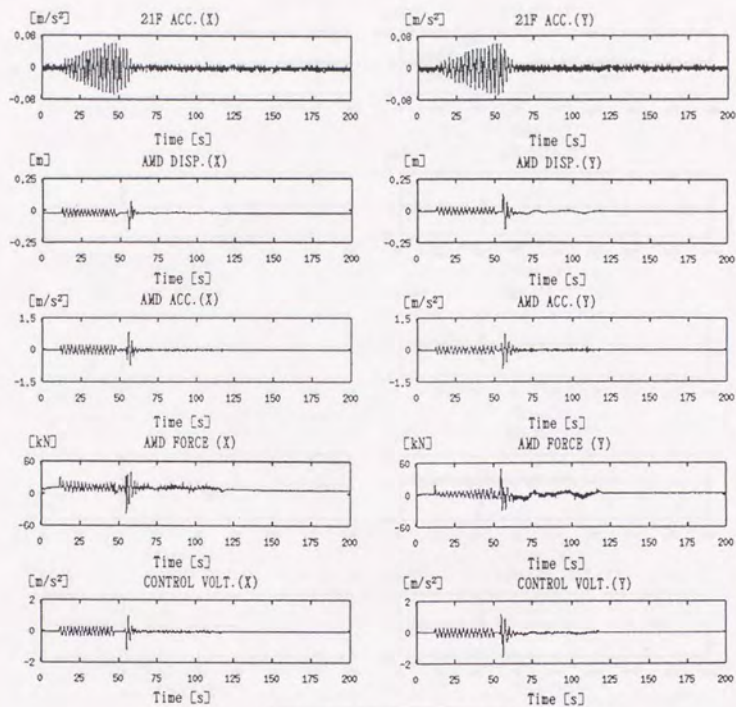 [m/s²] 21F ACC.(X)
0.08
0
-0.08
0 25 50 75 100 125 150 175 200
Time [s]
[m] AMD DISP.(X)
0.25
0
-0.25
0 25 50 75 100 125 150 175 200
Time [s]
[m/s²] AMD ACC.(X)
1.5
0
-1.5
0 25 50 75 100 125 150 175 200
Time [s]
[kN] AMD FORCE (X)
60
0
-60
0 25 50 75 100 125 150 175 200
Time [s]
[m/s²] CONTROL VOLT.(X)
2
0
-2
0 25 50 75 100 125 150 175 200
Time [s]
[m/s²] 21F ACC.(Y)
0.08
0
-0.08
0 25 50 75 100 125 150 175 200
Time [s]
[m] AMD DISP.(Y)
0.25
0
-0.25
0 25 50 75 100 125 150 175 200
Time [s]
[m/s²] AMD ACC.(Y)
1.5
0
-1.5
0 25 50 75 100 125 150 175 200
Time [s]
[kN] AMD FORCE (Y)
60
0
-60
0 25 50 75 100 125 150 175 200
Time [s]
[m/s²] CONTROL VOLT.(Y)
2
0
-2
0 25 50 75 100 125 150 175 200
Time [s]